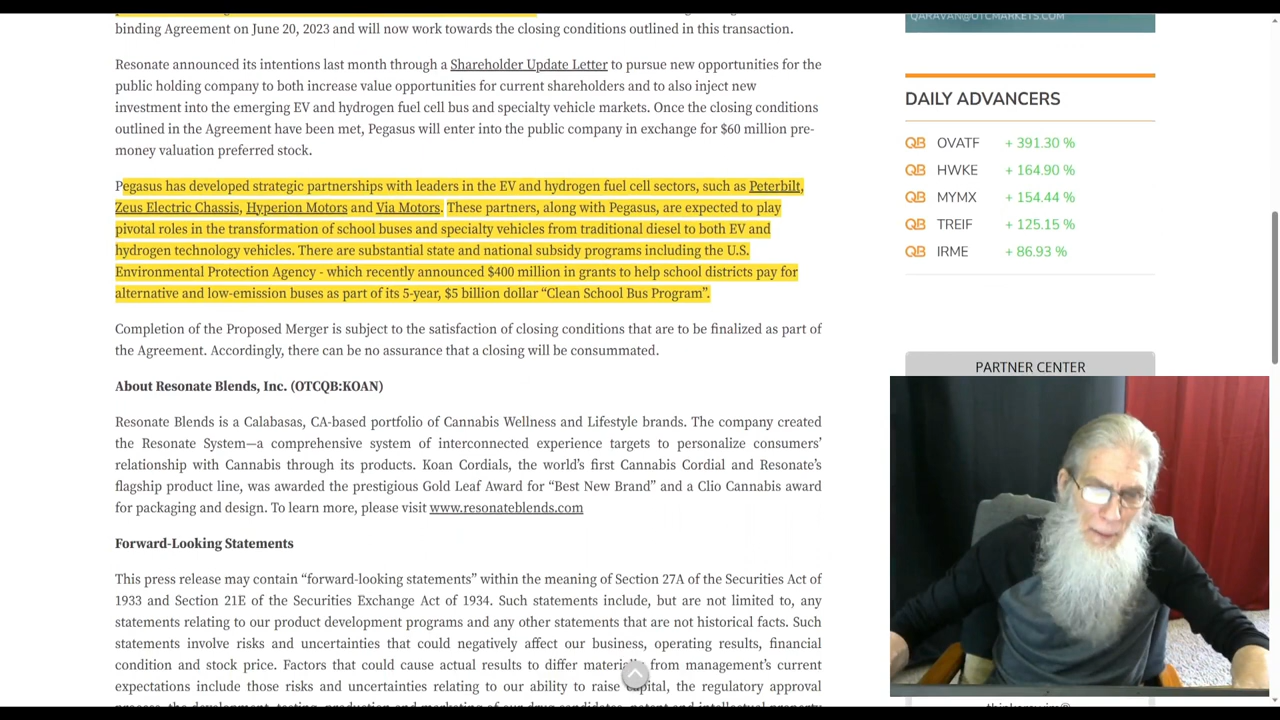 binding Agreement on June 20, 2023 and will now work towards the closing conditions outlined in this transaction.
Resonate announced its intentions last month through a Shareholder Update Letter to pursue new opportunities for the
public holding company to both increase value opportunities for current shareholders and to also inject new
investment into the emerging EV and hydrogen fuel cell bus and specialty vehicle markets. Once the closing conditions
outlined in the Agreement have been met, Pegasus will enter into the public company in exchange for $60 million pre-
money valuation preferred stock.
Pegasus has developed strategic partnerships with leaders in the EV and hydrogen fuel cell sectors, such as Peterbilt,
Zeus Electric Chassis, Hyperion Motors and Via Motors. These partners, along with Pegasus, are expected to play
pivotal roles in the transformation of school buses and specialty vehicles from traditional diesel to both EV and
hydrogen technology vehicles. There are substantial state and national subsidy programs including the U.S.
Environmental Protection Agency - which recently announced $400 million in grants to help school districts pay for
alternative and low-emission buses as part of its 5-year, $5 billion dollar “Clean School Bus Program”.
Completion of the Proposed Merger is subject to the satisfaction of closing conditions that are to be finalized as part of
the Agreement. Accordingly, there can be no assurance that a closing will be consummated.
About Resonate Blends, Inc. (OTCQB:KOAN)
Resonate Blends is a Calabasas, CA-based portfolio of Cannabis Wellness and Lifestyle brands. The company created
the Resonate System—a comprehensive system of interconnected experience targets to personalize consumers’
relationship with Cannabis through its products. Koan Cordials, the world’s first Cannabis Cordial and Resonate’s
flagship product line, was awarded the prestigious Gold Leaf Award for “Best New Brand” and a Clio Cannabis award
for packaging and design. To learn more, please visit www.resonateblends.com
Forward-Looking Statements
This press release may contain “forward-looking statements” within the meaning of Section 27A of the Securities Act of
1933 and Section 21E of the Securities Exchange Act of 1934. Such statements include, but are not limited to, any
statements relating to our product development programs and any other statements that are not historical facts. Such
statements involve risks and uncertainties that could negatively affect our business, operating results, financial
condition and stock price. Factors that could cause actual results to differ materially from management’s current
expectations include those risks and uncertainties relating to our ability to raise capital, the regulatory approval
QARAVAN@OTCMARKETS.COM
DAILY ADVANCERS
QB OVATF + 391.30 %
QB HWKE + 164.90 %
QB MYMX + 154.44 %
QB TREIF + 125.15 %
QB IRME + 86.93 %
PARTNER CENTER